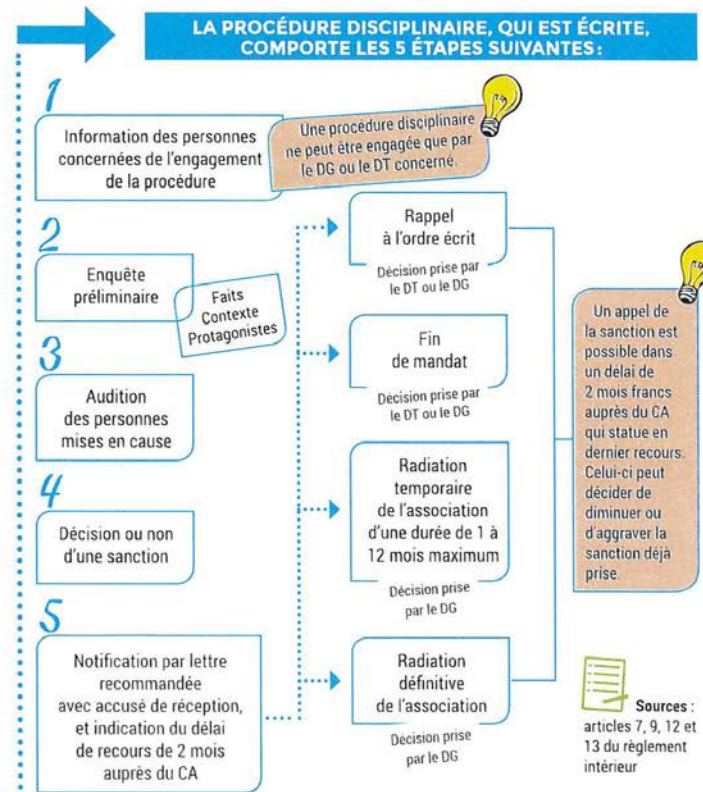 LA PROCÉDURE DISCIPLINAIRE, QUI EST ÉCRITE,
COMPORTE LES 5 ÉTAPES SUIVANTES :
1
Information des personnes
concernées de l'engagement
de la procédure
Une procédure disciplinaire
ne peut être engagée que par
le DG ou le DT concerné.
2
Enquête
préliminaire
Faits
Contexte
Protagonistes
3
Audition
des personnes
mises en cause
4
Décision ou non
d'une sanction
5
Notification par lettre
recommandée
avec accusé de réception,
et indication du délai
de recours de 2 mois
auprès du CA
Rappel
à l'ordre écrit
Décision prise par
le DT ou le DG
Fin
de mandat
Décision prise par
le DT ou le DG
Radiation
temporaire
de l'association
d'une durée de 1 à
12 mois maximum
Décision prise
par le DG
Radiation
définitive
de l'association
Décision prise
par le DG
Un appel de
la sanction est
possible dans
un délai de
2 mois francs
auprès du CA
qui statue en
dernier recours.
Celui-ci peut
décider de
diminuer ou
d'aggraver la
sanction déjà
prise.
Sources :
articles 7, 9, 12 et
13 du règlement
intérieur